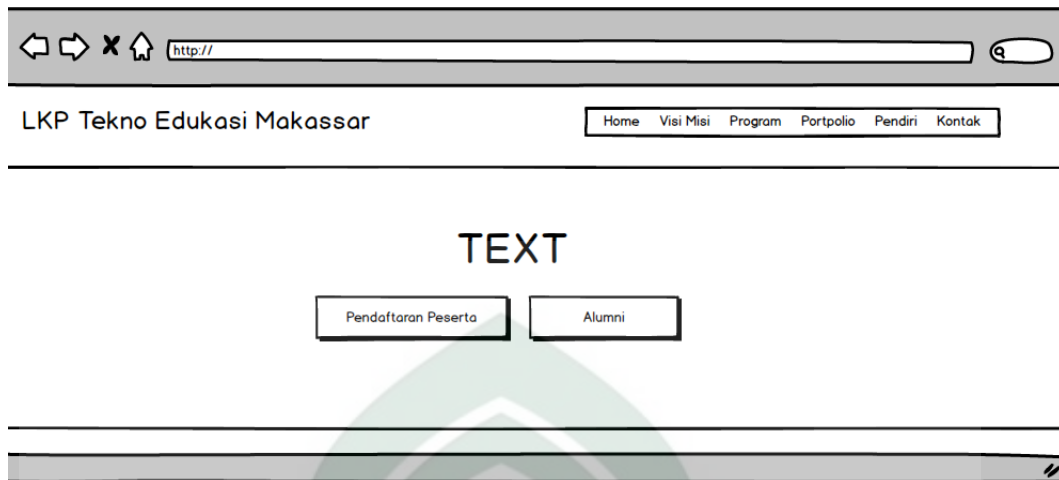 http://
LKP Tekno Edukasi Makassar
Home Visi Misi Program Portpolio Pendiri Kontak
TEXT
Pendaftaran Peserta Alumni